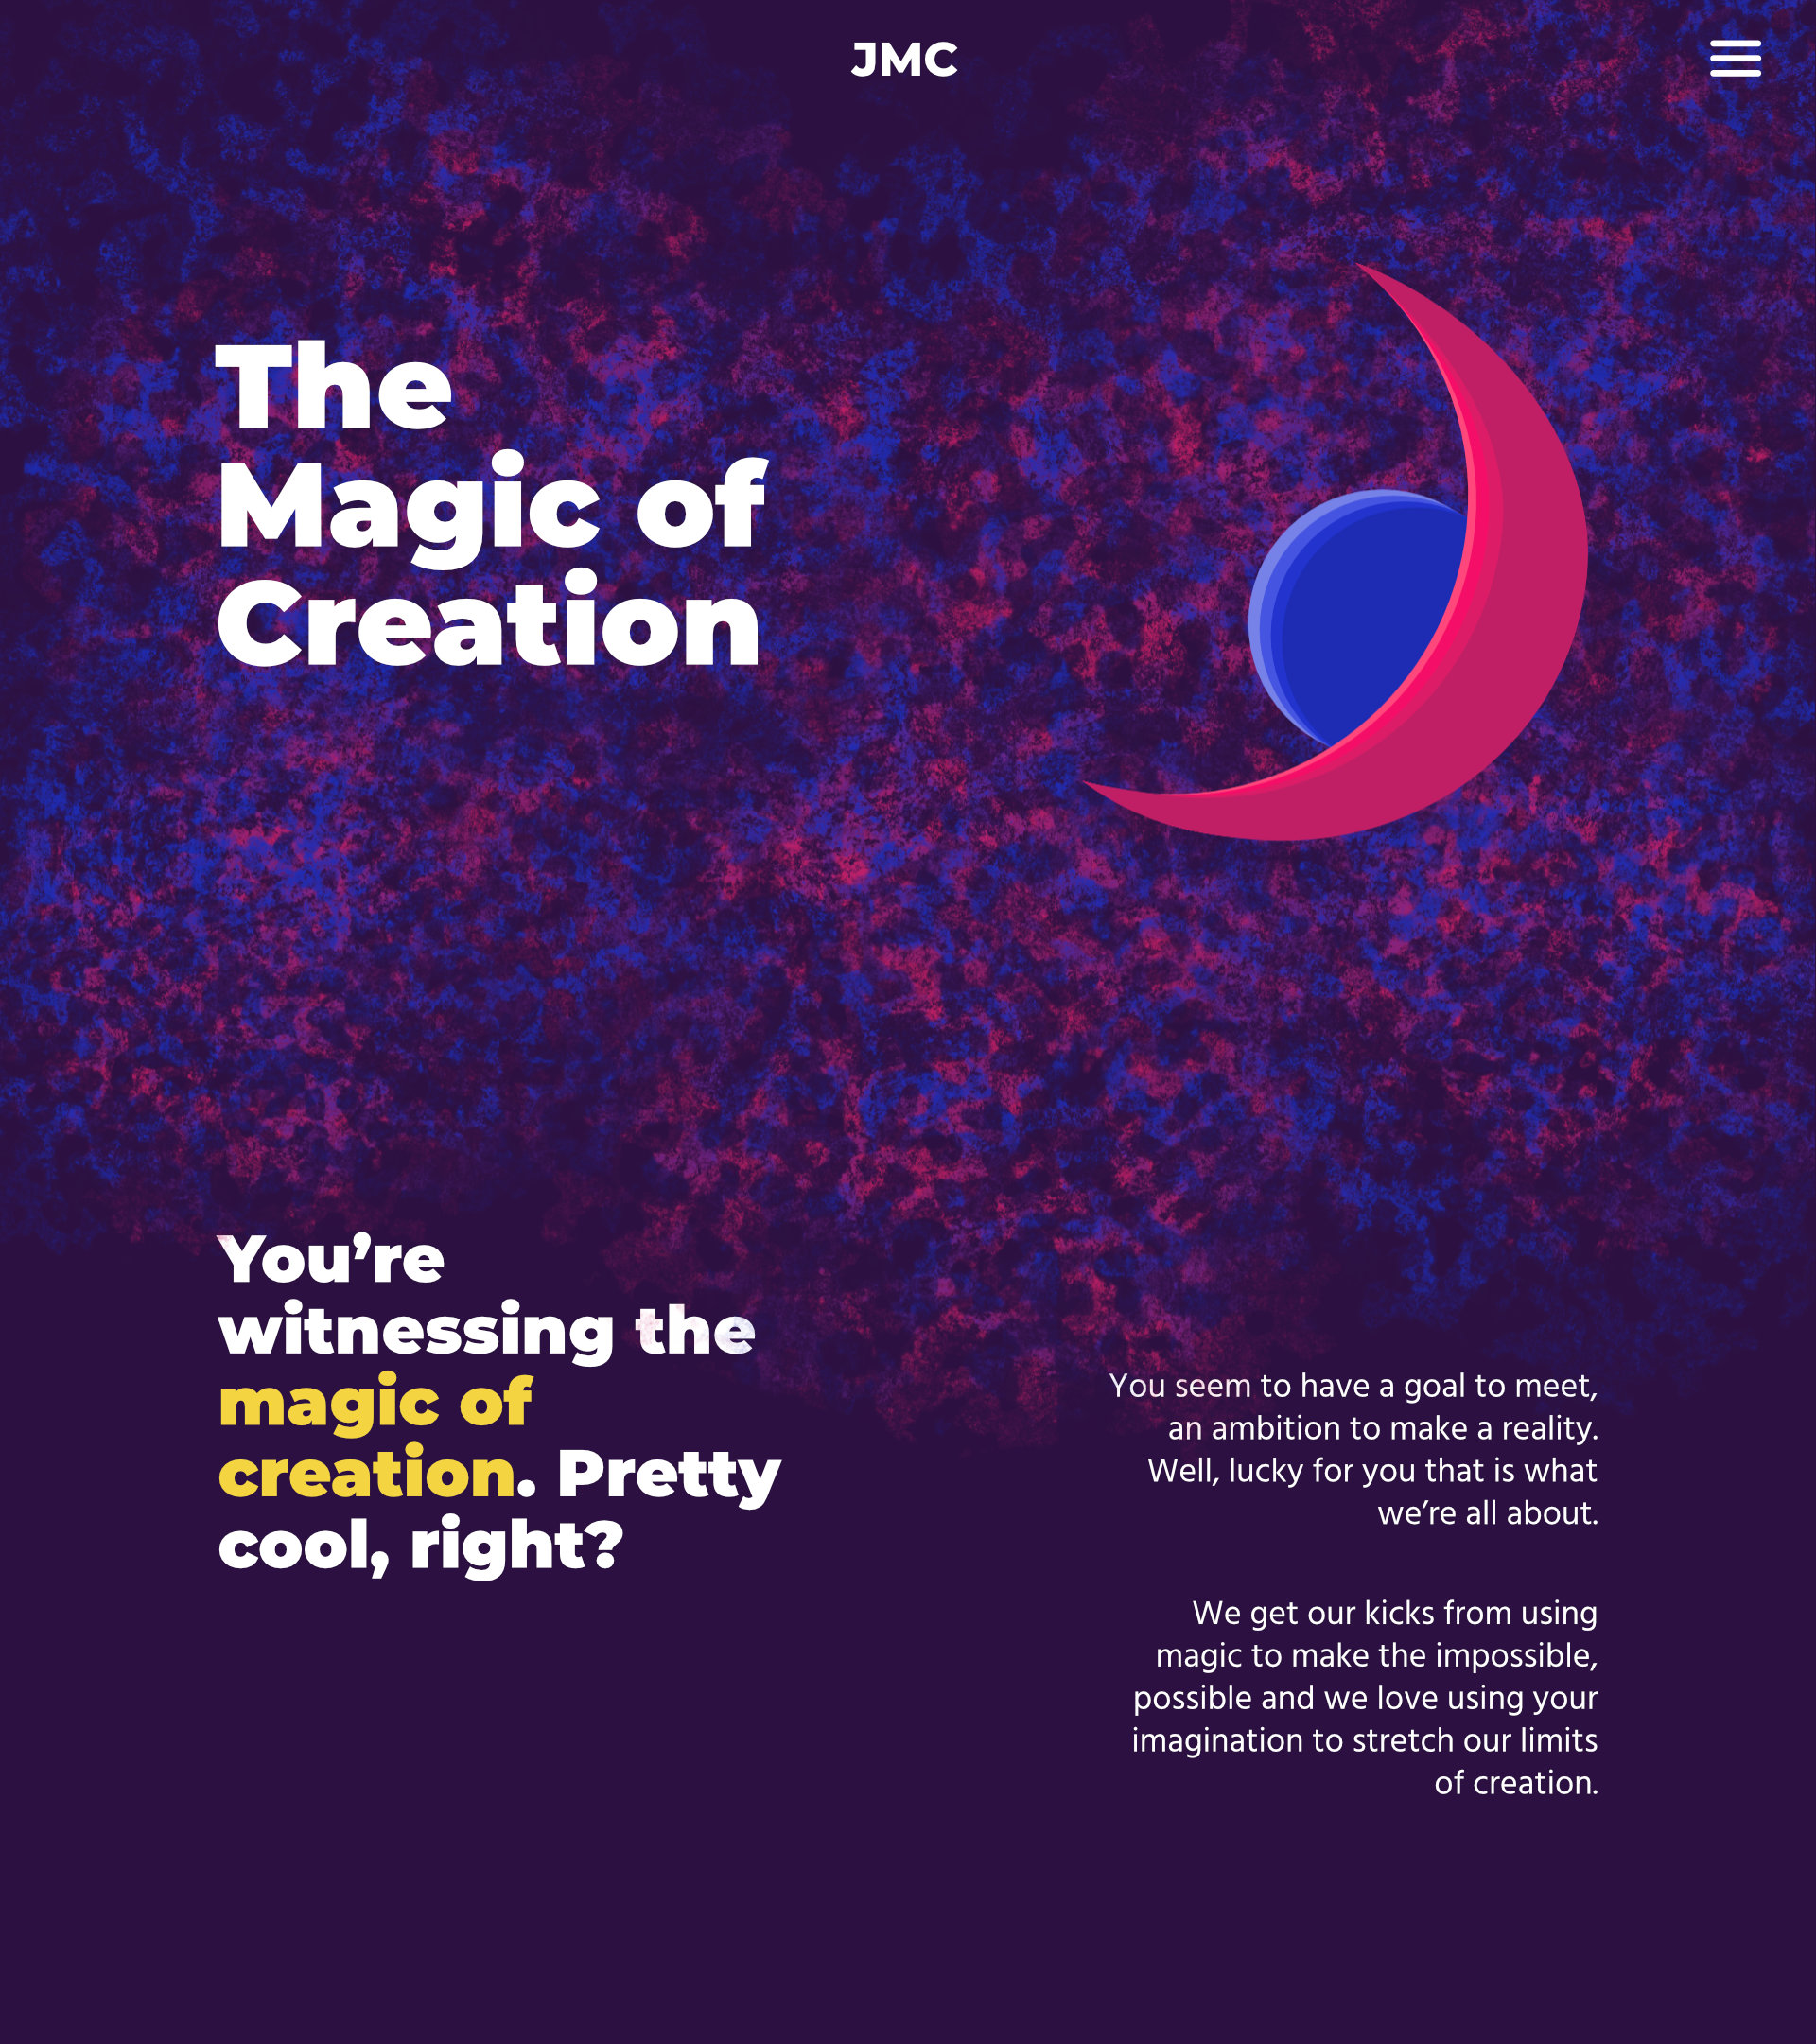 JMC
The
Magic of
Creation
You’re
witnessing the
magic of
creation. Pretty
cool, right?
You seem to have a goal to meet,
an ambition to make a reality.
Well, lucky for you that is what
we’re all about.
We get our kicks from using
magic to make the impossible,
possible and we love using your
imagination to stretch our limits
of creation.